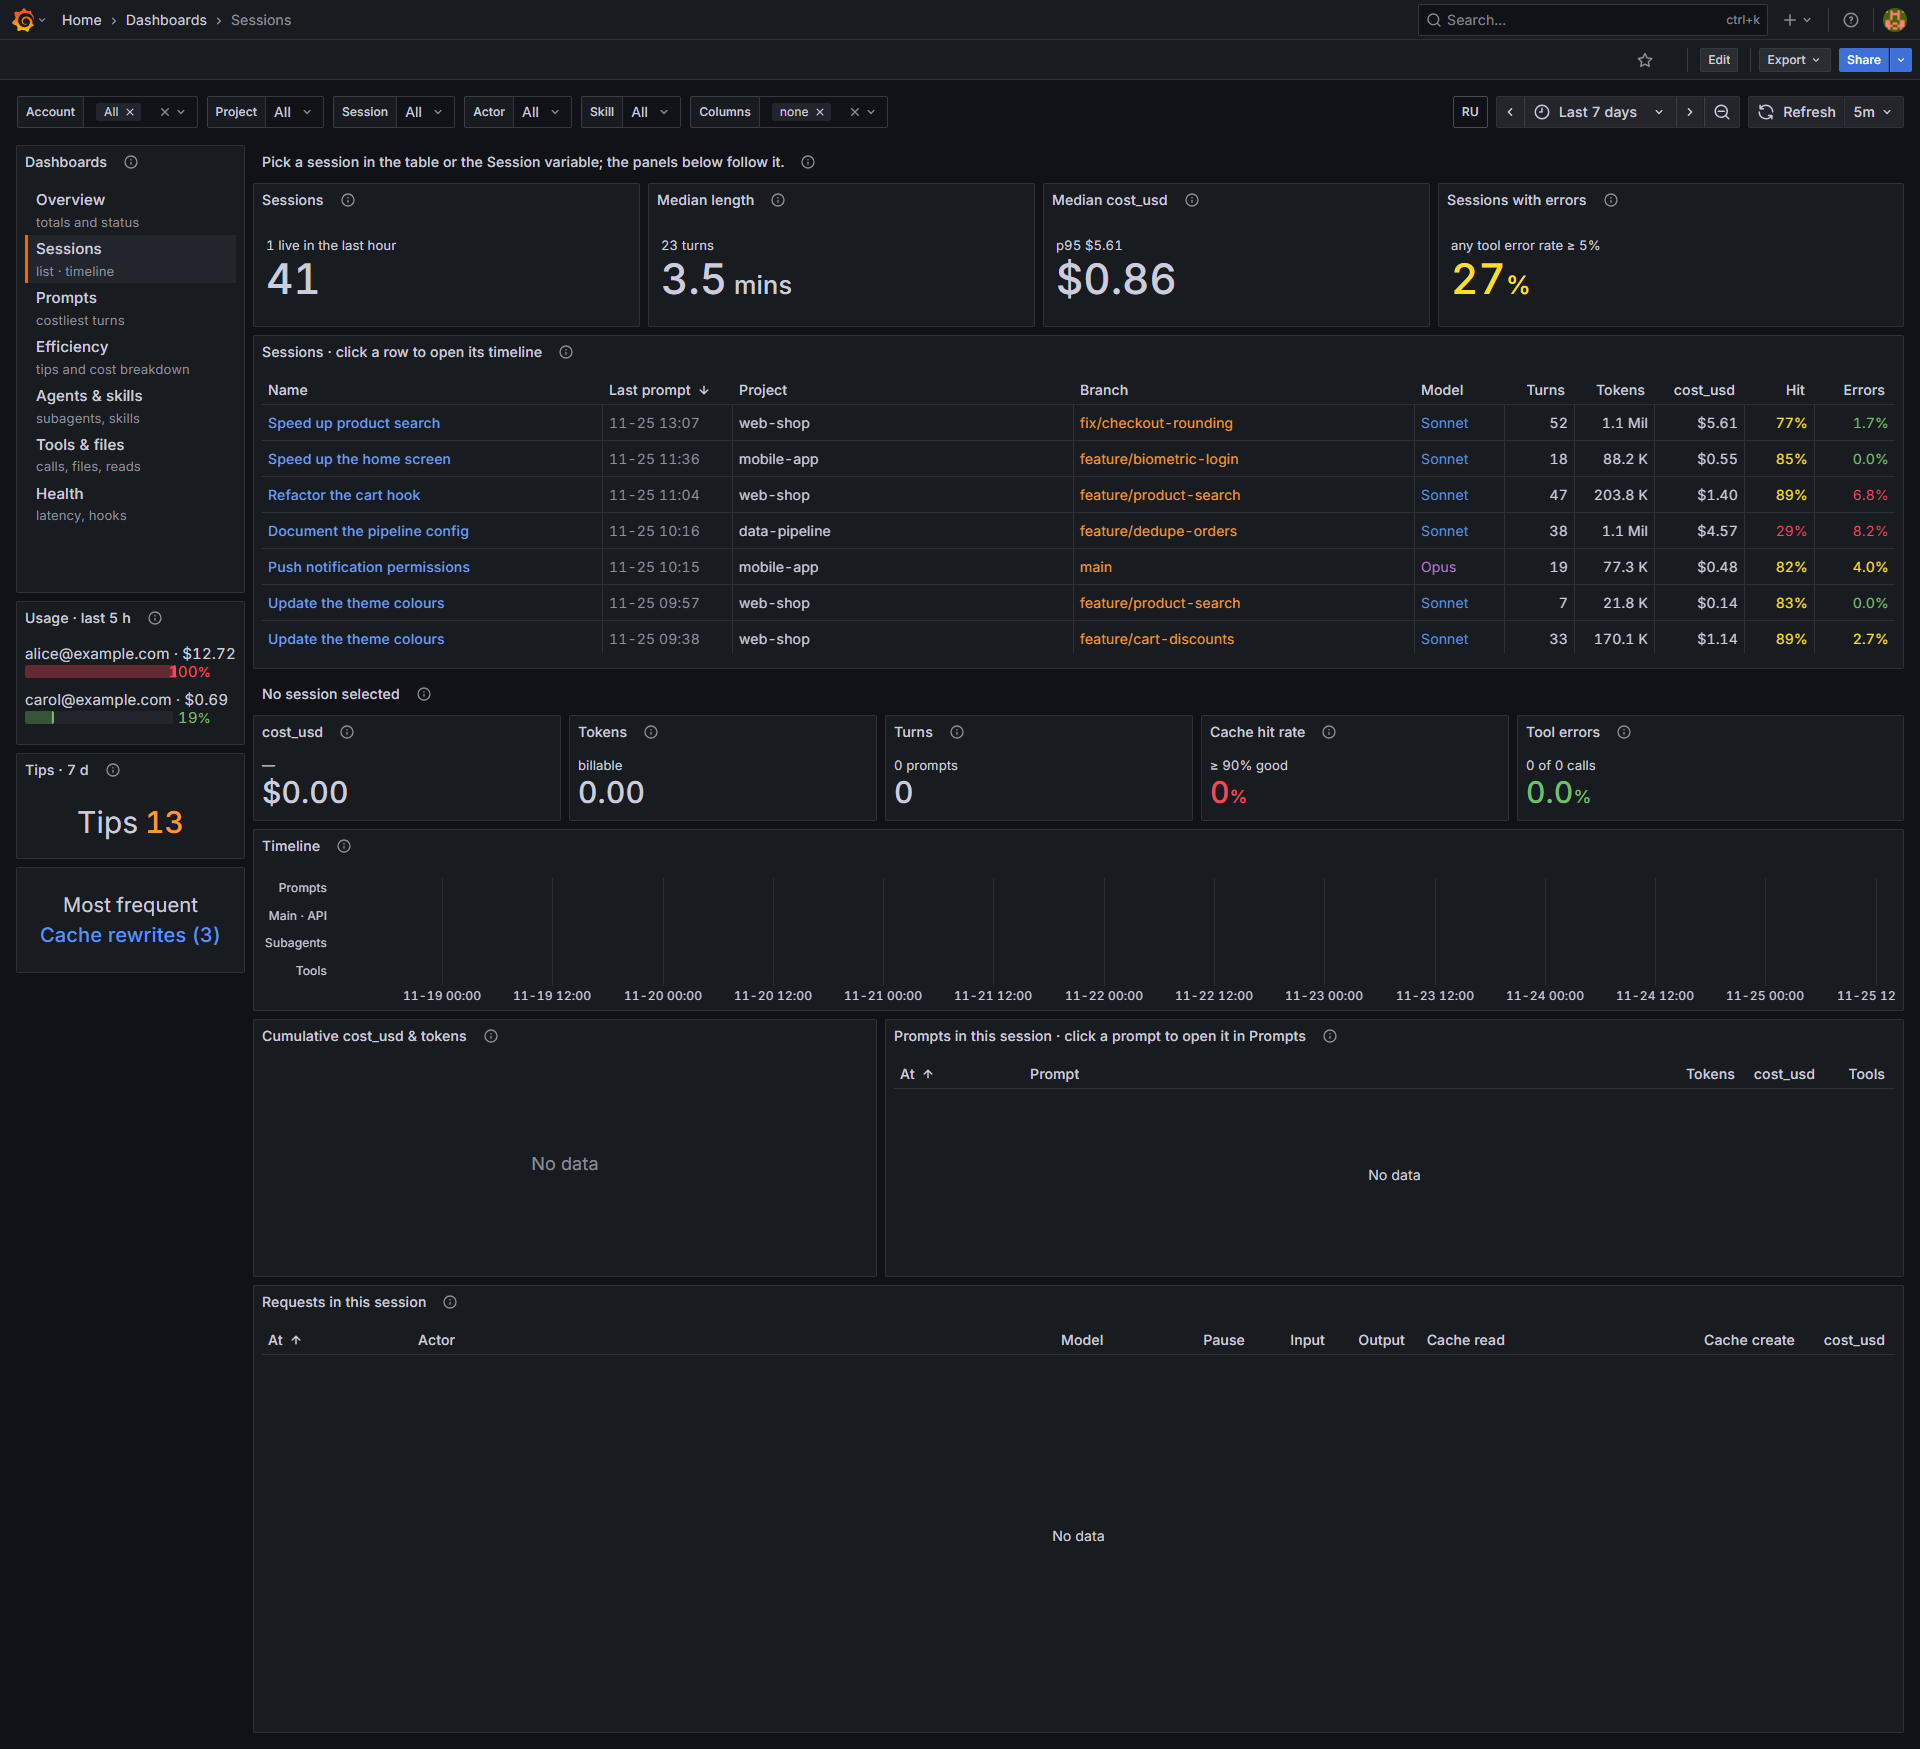 Home › Dashboards › Sessions
Search... ctrl+k
Edit Export Share
Account All Project All Session All Actor All Skill All Columns none RU Last 7 days Refresh 5m
Dashboards
Overview
totals and status
Sessions
list · timeline
Prompts
costliest turns
Efficiency
tips and cost breakdown
Agents & skills
subagents, skills
Tools & files
calls, files, reads
Health
latency, hooks
Usage · last 5 h
alice@example.com · $12.72
100%
carol@example.com · $0.69
19%
Tips · 7 d
Tips 13
Most frequent
Cache rewrites (3)
Pick a session in the table or the Session variable; the panels below follow it.
Sessions
1 live in the last hour
41
Median length
23 turns
3.5 mins
Median cost_usd
p95 $5.61
$0.86
Sessions with errors
any tool error rate ≥ 5%
27%
Sessions · click a row to open its timeline
Name Last prompt ↓ Project Branch Model Turns Tokens cost_usd Hit Errors
Speed up product search 11-25 13:07 web-shop fix/checkout-rounding Sonnet 52 1.1 Mil $5.61 77% 1.7%
Speed up the home screen 11-25 11:36 mobile-app feature/biometric-login Sonnet 18 88.2 K $0.55 85% 0.0%
Refactor the cart hook 11-25 11:04 web-shop feature/product-search Sonnet 47 203.8 K $1.40 89% 6.8%
Document the pipeline config 11-25 10:16 data-pipeline feature/dedupe-orders Sonnet 38 1.1 Mil $4.57 29% 8.2%
Push notification permissions 11-25 10:15 mobile-app main Opus 19 77.3 K $0.48 82% 4.0%
Update the theme colours 11-25 09:57 web-shop feature/product-search Sonnet 7 21.8 K $0.14 83% 0.0%
Update the theme colours 11-25 09:38 web-shop feature/cart-discounts Sonnet 33 170.1 K $1.14 89% 2.7%
No session selected
cost_usd
—
$0.00
Tokens
billable
0.00
Turns
0 prompts
0
Cache hit rate
≥ 90% good
0%
Tool errors
0 of 0 calls
0.0%
Timeline
Prompts
Main · API
Subagents
Tools
11-19 00:00 11-19 12:00 11-20 00:00 11-20 12:00 11-21 00:00 11-21 12:00 11-22 00:00 11-22 12:00 11-23 00:00 11-23 12:00 11-24 00:00 11-24 12:00 11-25 00:00 11-25 12
Cumulative cost_usd & tokens
No data
Prompts in this session · click a prompt to open it in Prompts
At ↑ Prompt Tokens cost_usd Tools
No data
Requests in this session
At ↑ Actor Model Pause Input Output Cache read Cache create cost_usd
No data